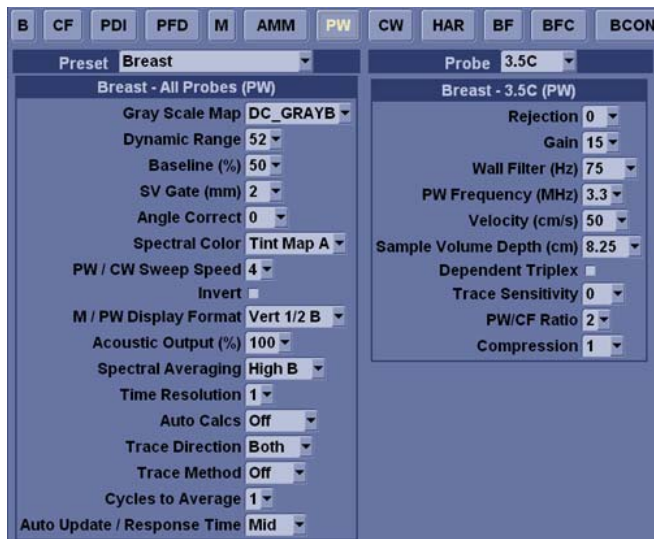 B CF PDI PFD M AMM PW CW HAR BF BFC BCON
Preset Breast
Breast - All Probes (PW)
Gray Scale Map DC_GRAYB
Dynamic Range 52
Baseline (%) 50
SV Gate (mm) 2
Angle Correct 0
Spectral Color Tint Map A
PW / CW Sweep Speed 4
Invert
M / PW Display Format Vert 1/2 B
Acoustic Output (%) 100
Spectral Averaging High B
Time Resolution 1
Auto Calcs Off
Trace Direction Both
Trace Method Off
Cycles to Average 1
Auto Update / Response Time Mid
Probe 3.5C
Breast - 3.5C (PW)
Rejection 0
Gain 15
Wall Filter (Hz) 75
PW Frequency (MHz) 3.3
Velocity (cm/s) 50
Sample Volume Depth (cm) 8.25
Dependent Triplex
Trace Sensitivity 0
PW/CF Ratio 2
Compression 1